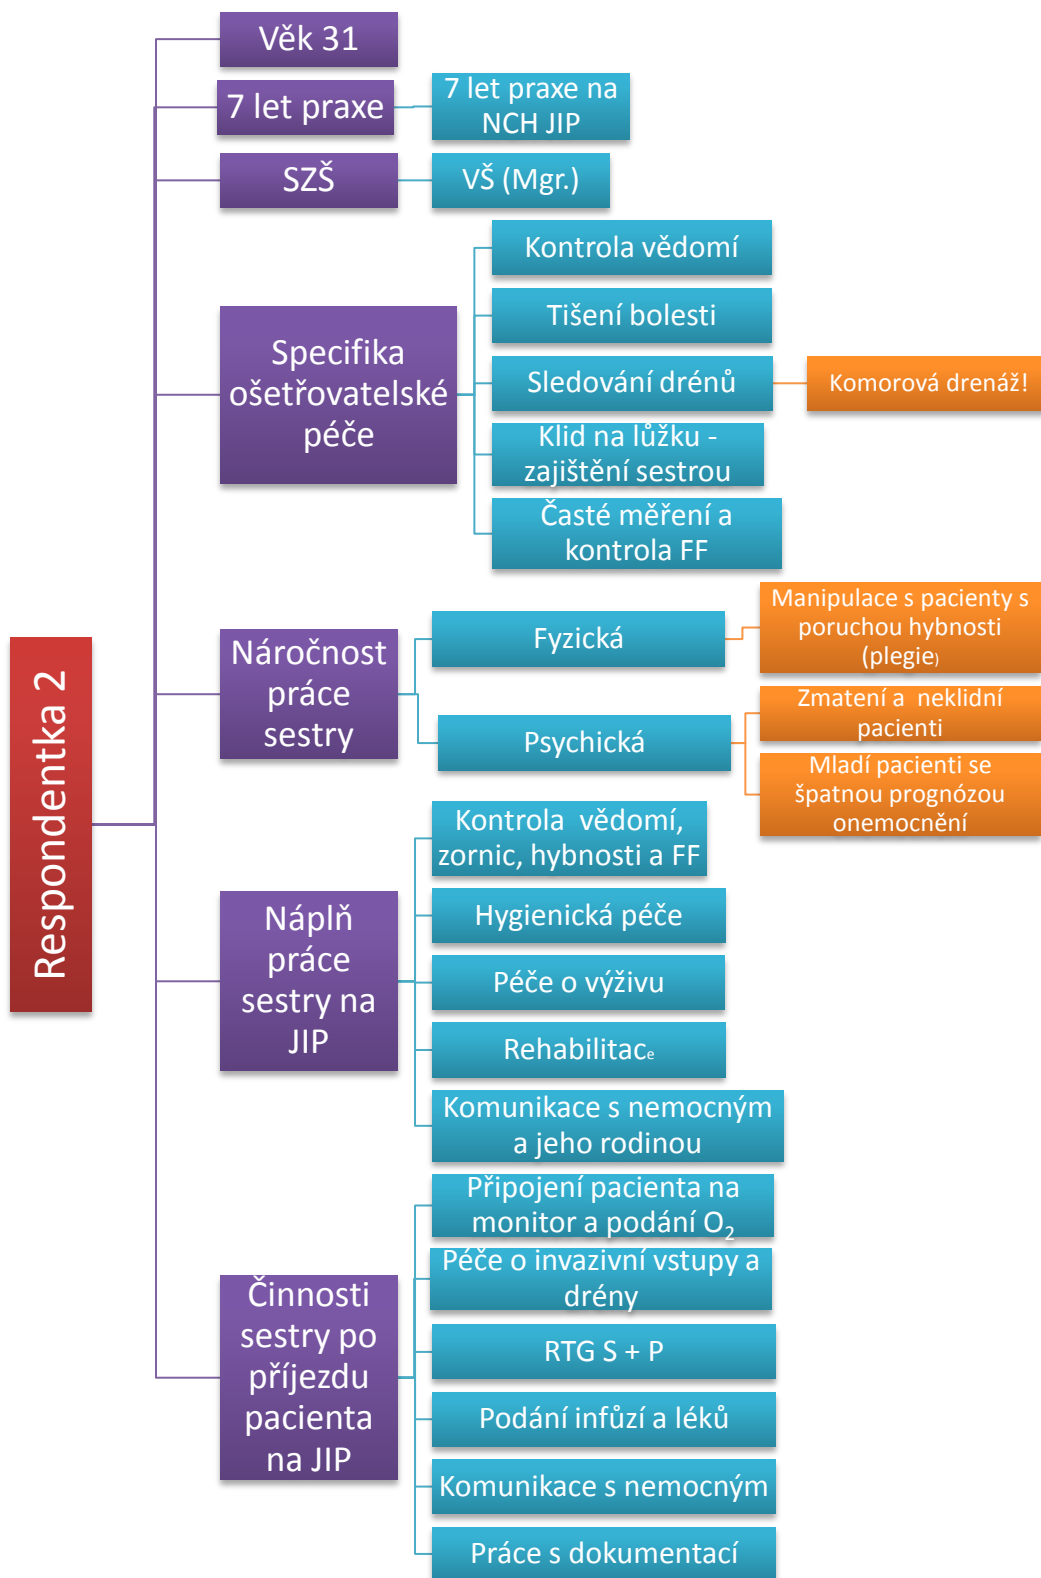 Respondentka 2
Věk 31
7 let praxe
7 let praxe na
NCH JIP
SZŠ
VŠ (Mgr.)
Specifika
ošetřovatelské
péče
Kontrola vědomí
Tišení bolesti
Sledování drénů
Komorová drenáž!
Klid na lůžku -
zajištění sestrou
Časté měření a
kontrola FF
Náročnost
práce
sestry
Fyzická
Manipulace s pacienty s
poruchou hybnosti
(plegie)
Psychická
Zmatení a neklidní
pacienti
Mladí pacienti se
špatnou prognózou
onemocnění
Náplň
práce
sestry na
JIP
Kontrola vědomí,
zornic, hybnosti a FF
Hygienická péče
Péče o výživu
Rehabilitace
Komunikace s nemocným
a jeho rodinou
Činnosti
sestry po
příjezdu
pacienta
na JIP
Připojení pacienta na
monitor a podání O₂
Péče o invazivní vstupy a
drény
RTG S + P
Podání infúzí a léků
Komunikace s nemocným
Práce s dokumentací